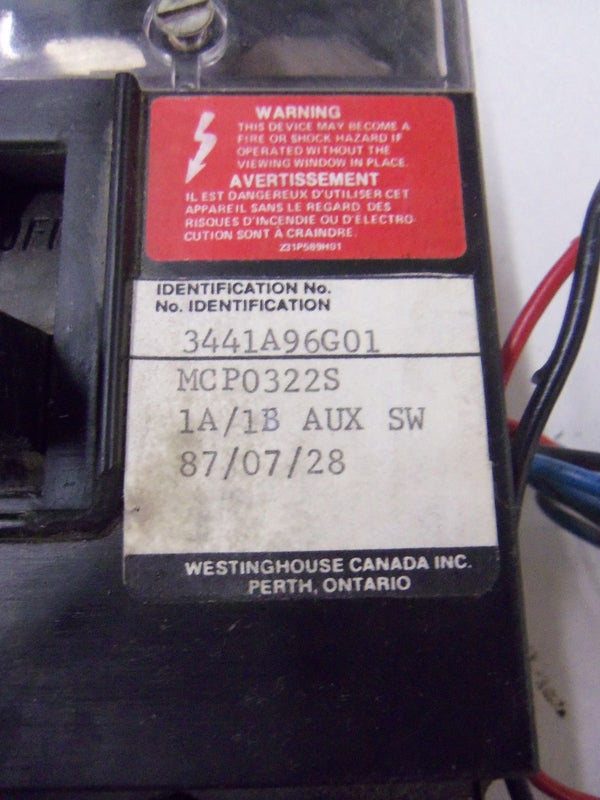 WARNING
THIS DEVICE MAY BECOME A
FIRE OR SHOCK HAZARD IF
OPERATED WITHOUT THE
VIEWING WINDOW IN PLACE.
AVERTISSEMENT
IL EST DANGEREUX D'UTILISER CET
APPAREIL SANS LE REGARD DES
RISQUES D'INCENDIE OU D'ELECTRO-
CUTION SONT À CRAINDRE.
231P589H01
OFF
IDENTIFICATION No.
No. IDENTIFICATION
3441A96G01
MCP0322S
1A/1B AUX SW
87/07/28
WESTINGHOUSE CANADA INC.
PERTH, ONTARIO